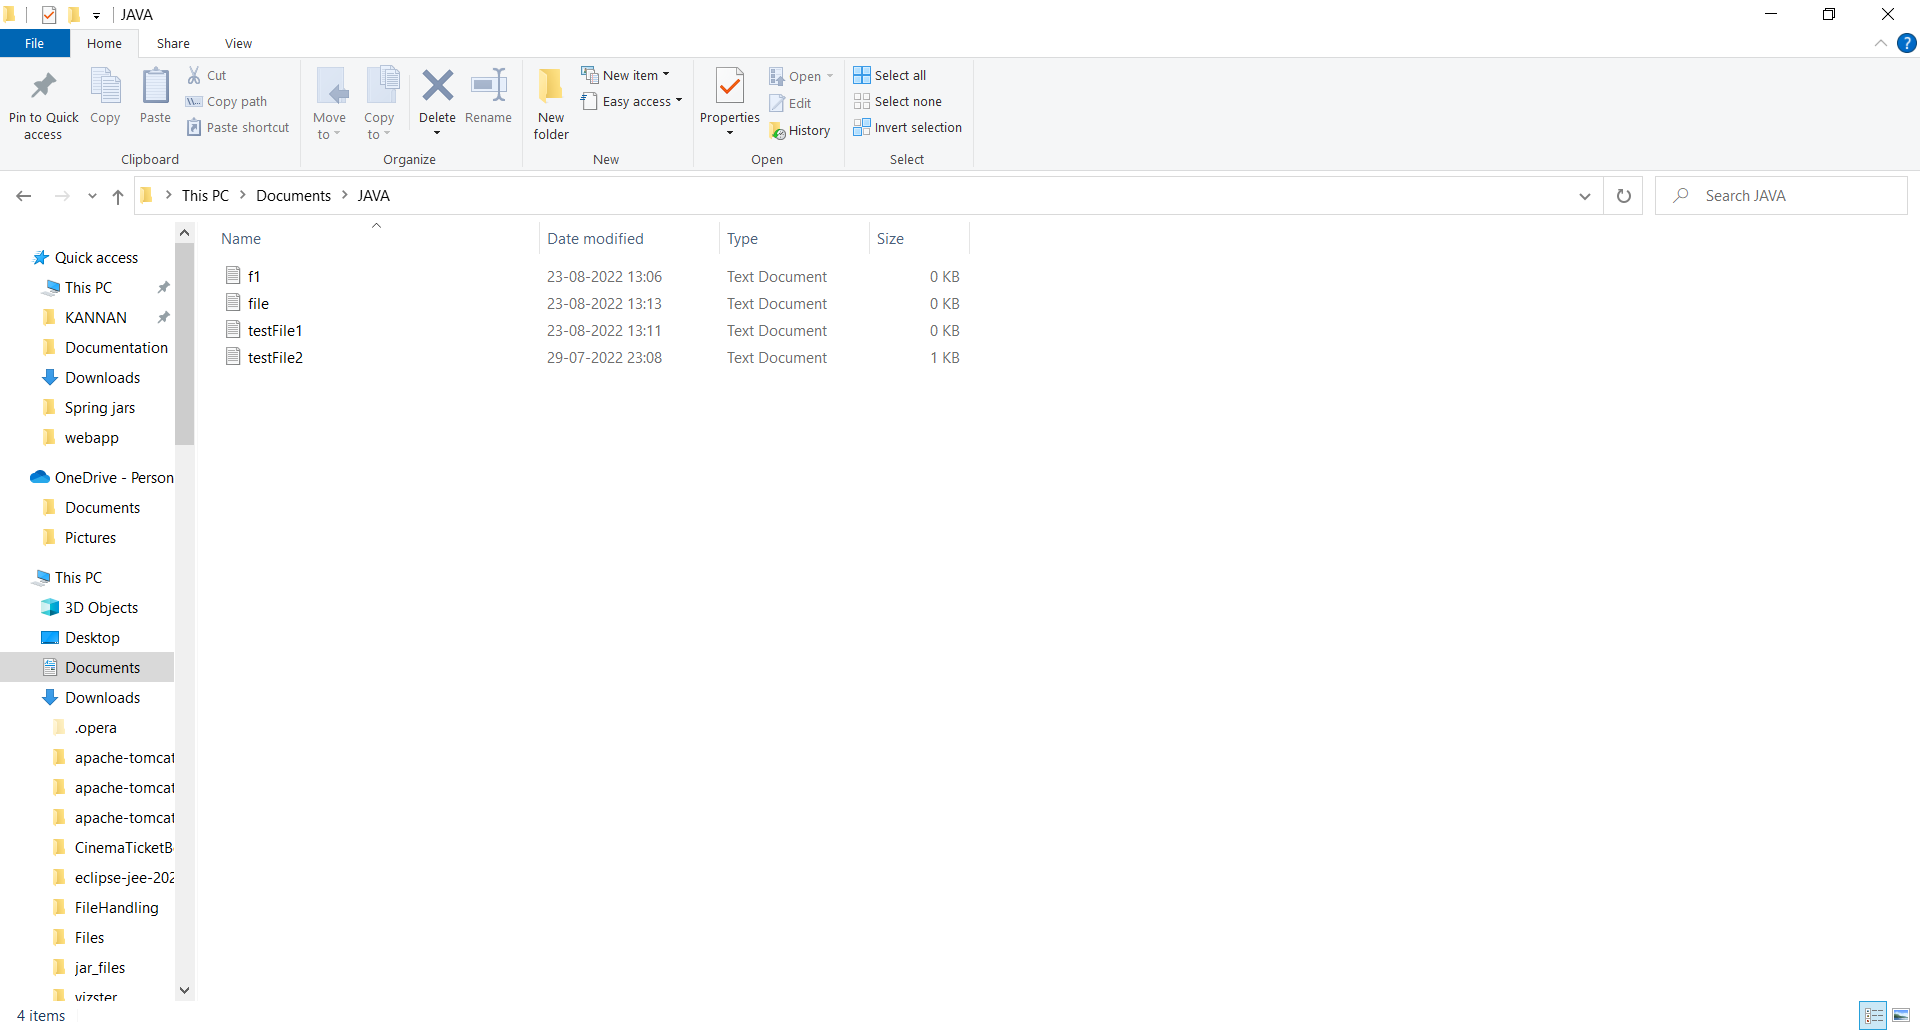 JAVA
File Home Share View
?
Pin to Quick access
Copy
Paste
Cut
Copy path
Paste shortcut
Clipboard
Move to
Copy to
Delete
Rename
Organize
New folder
New item
Easy access
New
Properties
Open
Edit
History
Open
Select all
Select none
Invert selection
Select
This PC > Documents > JAVA
Search JAVA
Name Date modified Type Size
f1 23-08-2022 13:06 Text Document 0 KB
file 23-08-2022 13:13 Text Document 0 KB
testFile1 23-08-2022 13:11 Text Document 0 KB
testFile2 29-07-2022 23:08 Text Document 1 KB
Quick access
This PC
KANNAN
Documentation
Downloads
Spring jars
webapp
OneDrive - Person
Documents
Pictures
This PC
3D Objects
Desktop
Documents
Downloads
.opera
apache-tomcat
apache-tomcat
apache-tomcat
CinemaTicketB
eclipse-jee-202
FileHandling
Files
jar_files
vizster
4 items